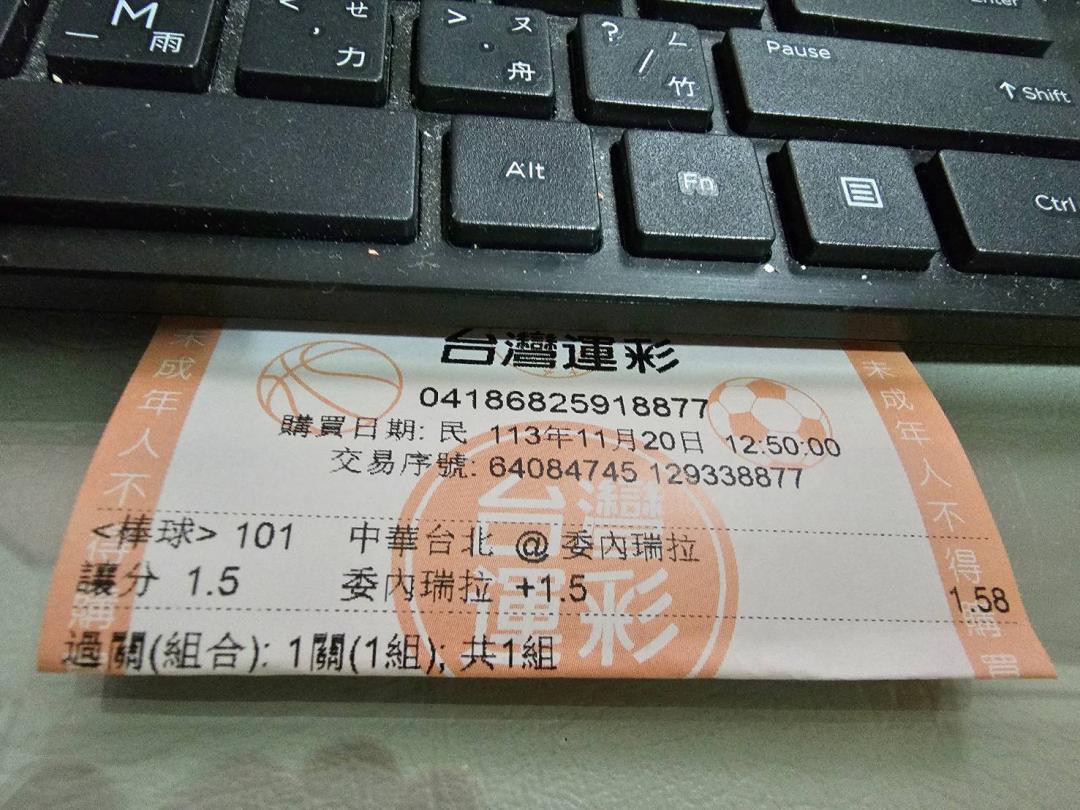 M
一 雨
< ㄝ
, 力
> ㄡ
. 舟
? ㄥ
/ 竹
Enter
Pause
↑ Shift
Alt
Fn
Ctrl
台灣運彩
04186825918877
購買日期: 民 113年11月20日 12:50:00
交易序號: 64084745 129338877
<棒球> 101 中華台北 @ 委內瑞拉
讓分 1.5 委內瑞拉 +1.5 1.58
過關(組合): 1關(1組); 共1組
未成年人不得購
未成年人不得購買
台灣運彩